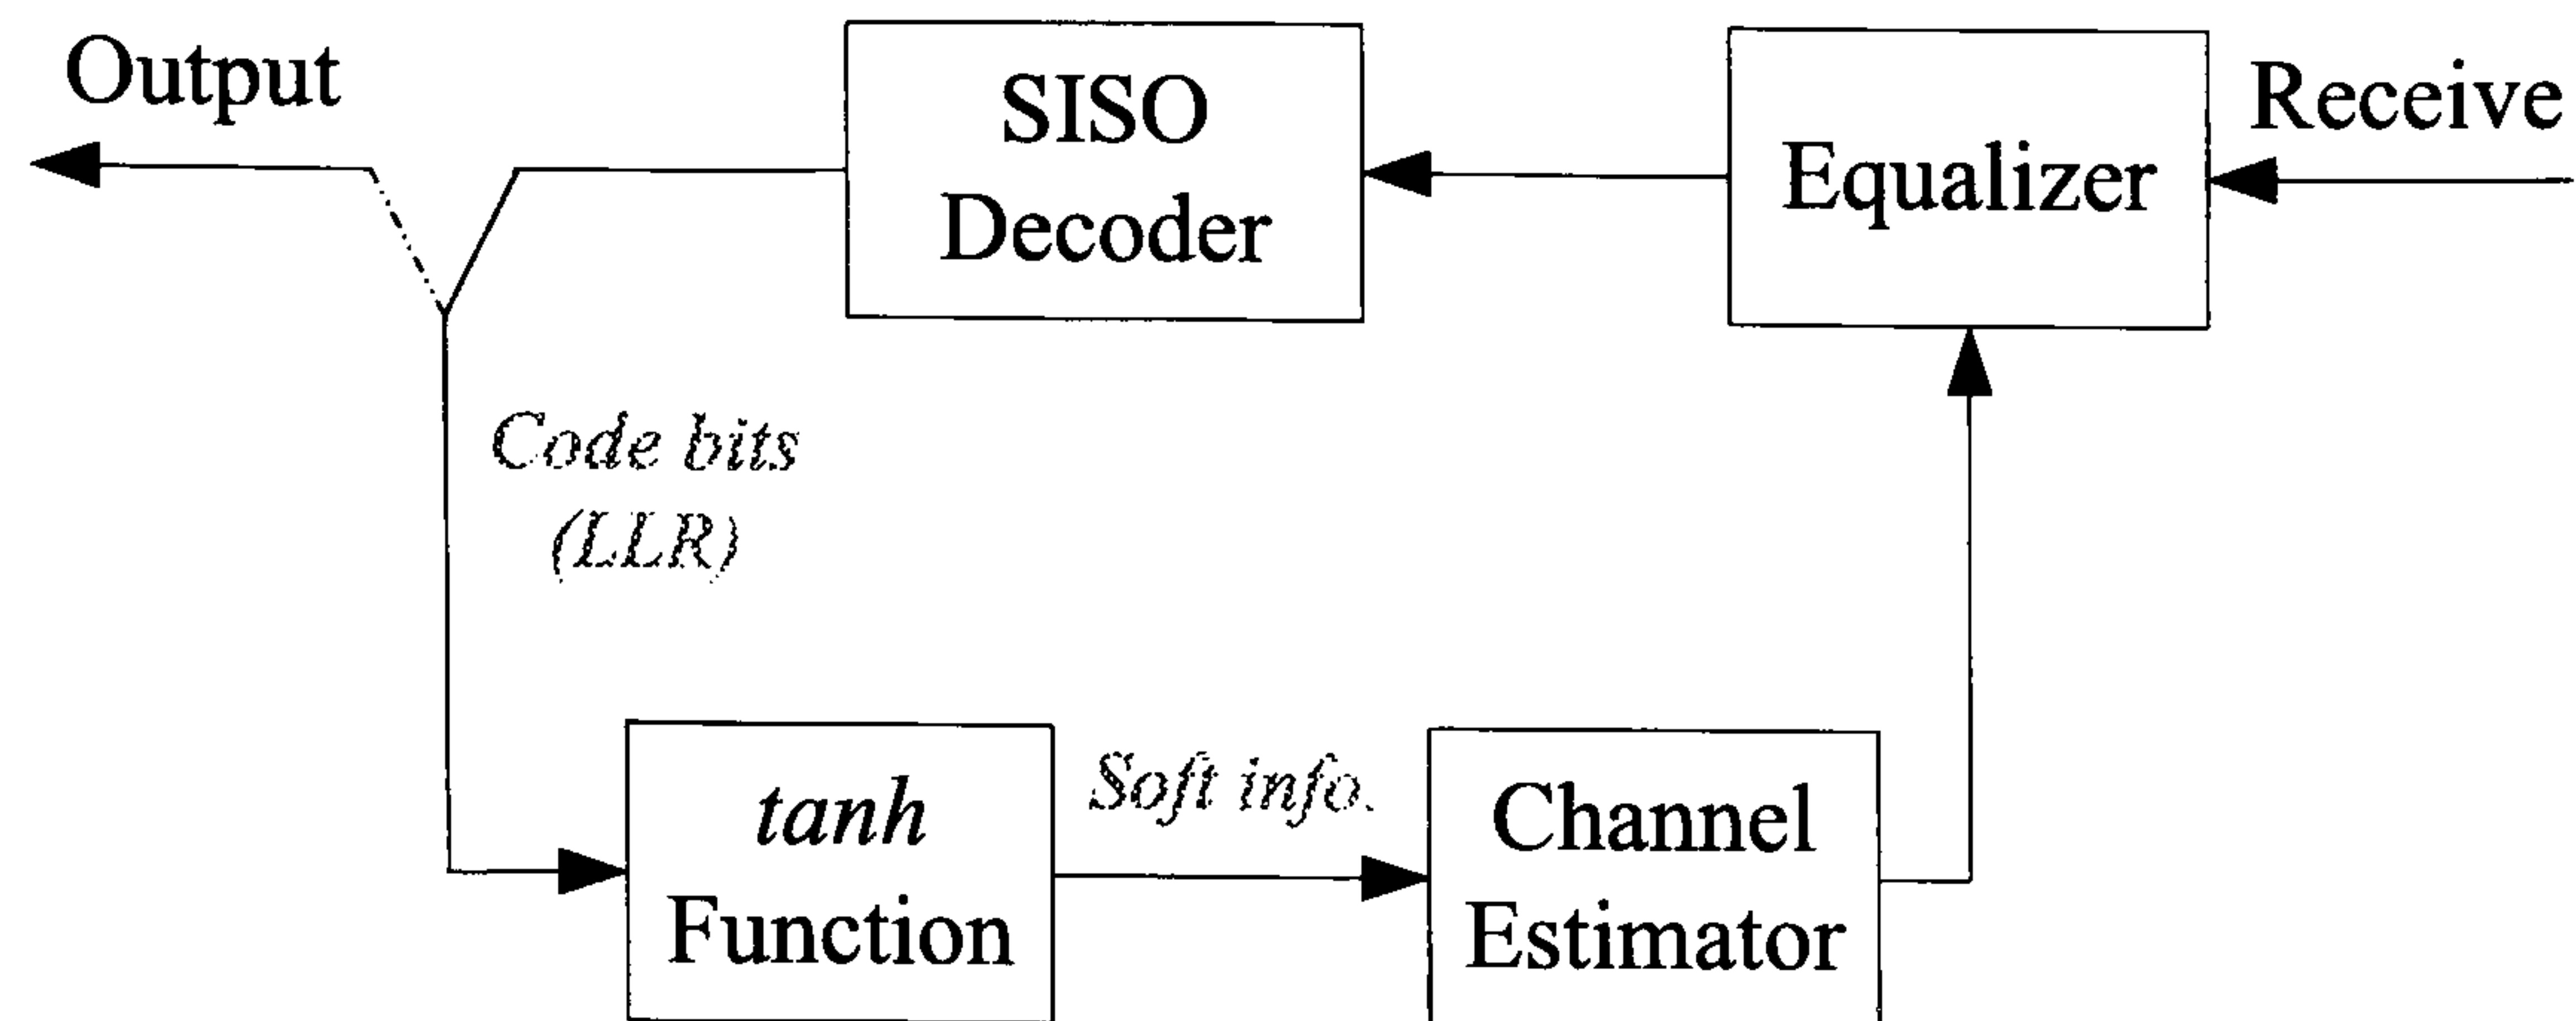 Output
SISO
Decoder
Equalizer
Receive
Code bits
(LLR)
tanh
Function
Soft info.
Channel
Estimator